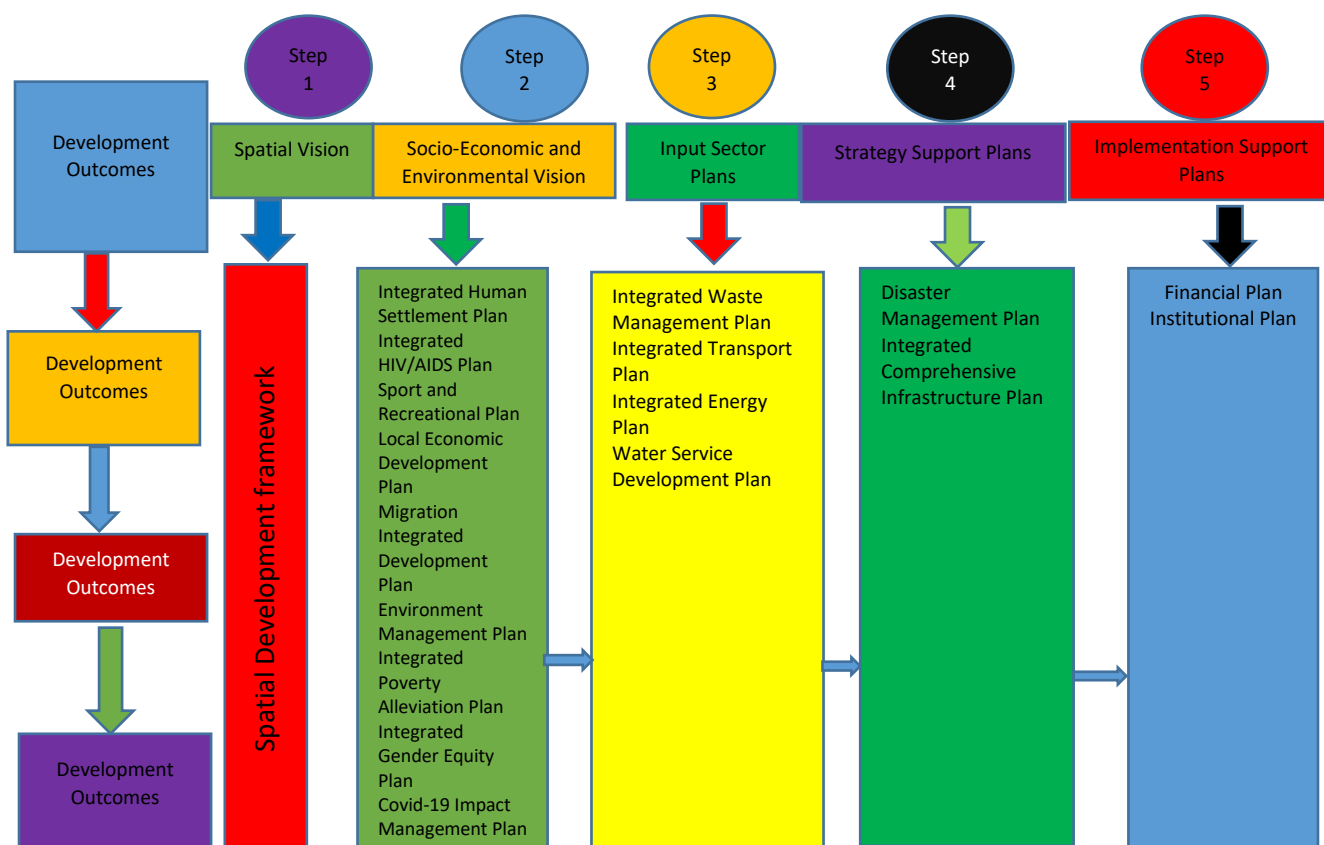 Step
1
Step
2
Step
3
Step
4
Step
5
Development
Outcomes
Spatial Vision
Socio-Economic and
Environmental Vision
Input Sector
Plans
Strategy Support Plans
Implementation Support
Plans
Development
Outcomes
Development
Outcomes
Development
Outcomes
Spatial Development framework
Integrated Human
Settlement Plan
Integrated
HIV/AIDS Plan
Sport and
Recreational Plan
Local Economic
Development
Plan
Migration
Integrated
Development
Plan
Environment
Management Plan
Integrated
Poverty
Alleviation Plan
Integrated
Gender Equity
Plan
Covid-19 Impact
Management Plan
Integrated Waste
Management Plan
Integrated Transport
Plan
Integrated Energy
Plan
Water Service
Development Plan
Disaster
Management Plan
Integrated
Comprehensive
Infrastructure Plan
Financial Plan
Institutional Plan